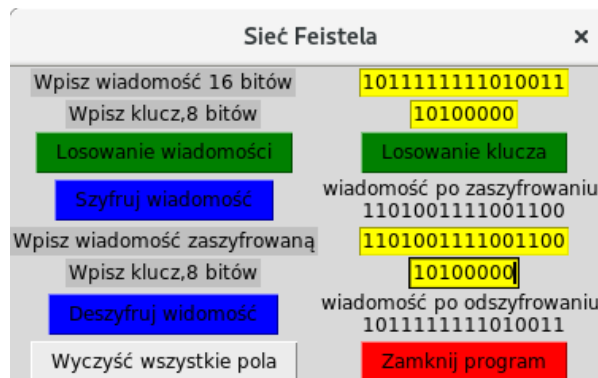 Sieć Feistela ×
Wpisz wiadomość 16 bitów 1011111111010011
Wpisz klucz,8 bitów 10100000
Losowanie wiadomości Losowanie klucza
Szyfruj wiadomość wiadomość po zaszyfrowaniu
1101001111001100
Wpisz wiadomość zaszyfrowaną 1101001111001100
Wpisz klucz,8 bitów 10100000
Deszyfruj widomość wiadomość po odszyfrowaniu
1011111111010011
Wyczyść wszystkie pola Zamknij program